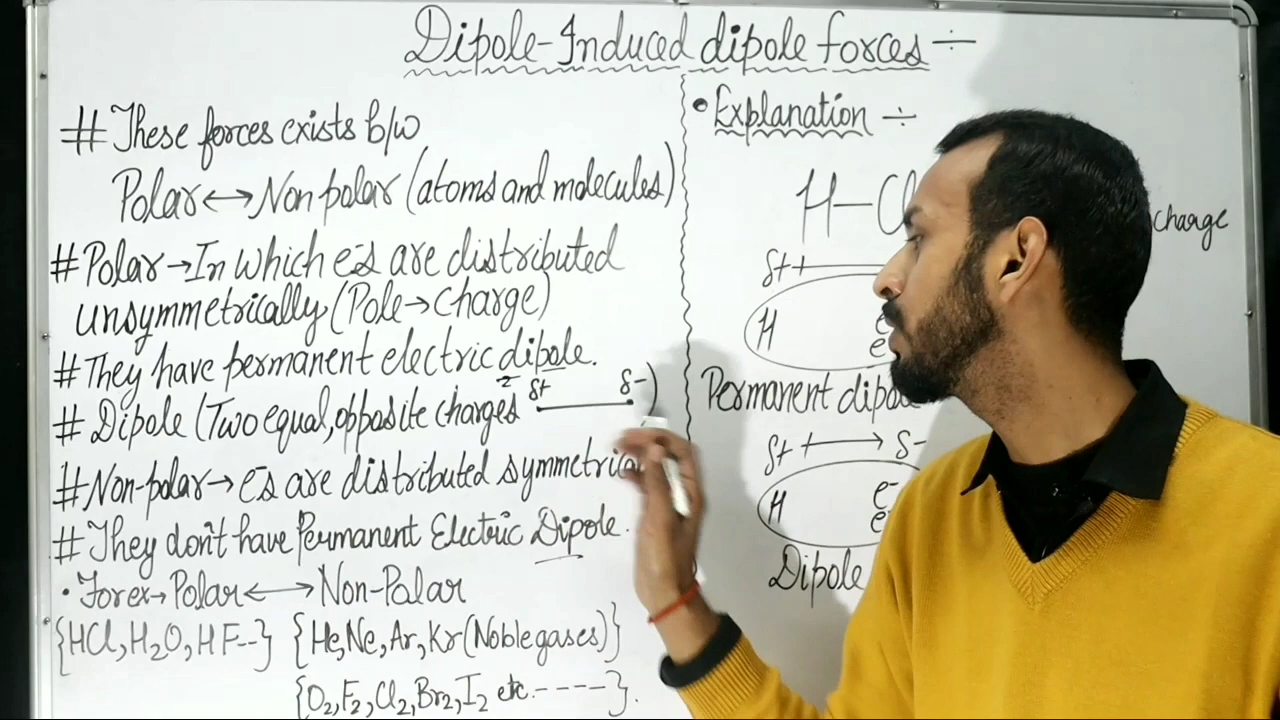 Dipole-Induced dipole forces ÷
# These forces exists b/w
Polar ↔ Non polar (atoms and molecules)
# Polar → In which e⁻s are distributed
unsymmetrically (Pole → charge)
# They have permanent electric dipole.
# Dipole (Two equal, opposite charges δ+ δ-)
# Non-polar → e⁻s are distributed
# They don't have Permanent Electric Dipole.
• Forex → Polar ↔ Non-Palar
{HCl, H2O, HF--} {He, Ne, Ar, Kr (Noble gases)}
{O2, F2, Cl2, Br2, I2 etc.----}.
• Explanation ÷
H-Cl
charge
δ+
H e
e
Permanent
δ+ → δ-
H e-
e
Dipole